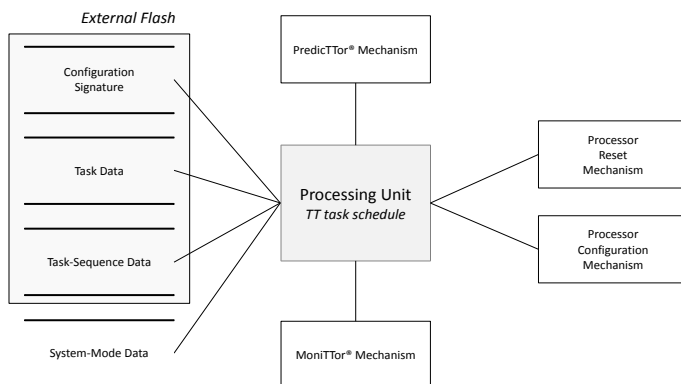 External Flash
Configuration
Signature
Task Data
Task-Sequence Data
System-Mode Data
PredicTTor® Mechanism
Processing Unit
TT task schedule
MoniTTor® Mechanism
Processor
Reset
Mechanism
Processor
Configuration
Mechanism